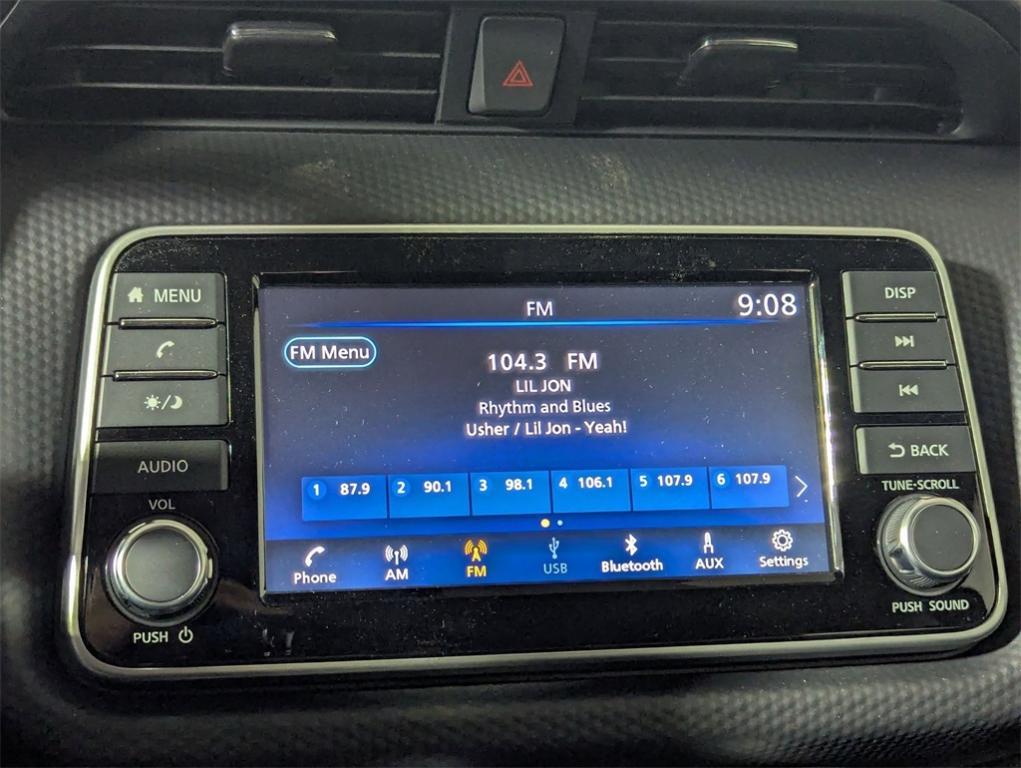 MENU
AUDIO
VOL
PUSH
FM
9:08
FM Menu
104.3 FM
LIL JON
Rhythm and Blues
Usher / Lil Jon - Yeah!
1 87.9 2 90.1 3 98.1 4 106.1 5 107.9 6 107.9
Phone AM FM USB Bluetooth AUX Settings
DISP
BACK
TUNE·SCROLL
PUSH SOUND